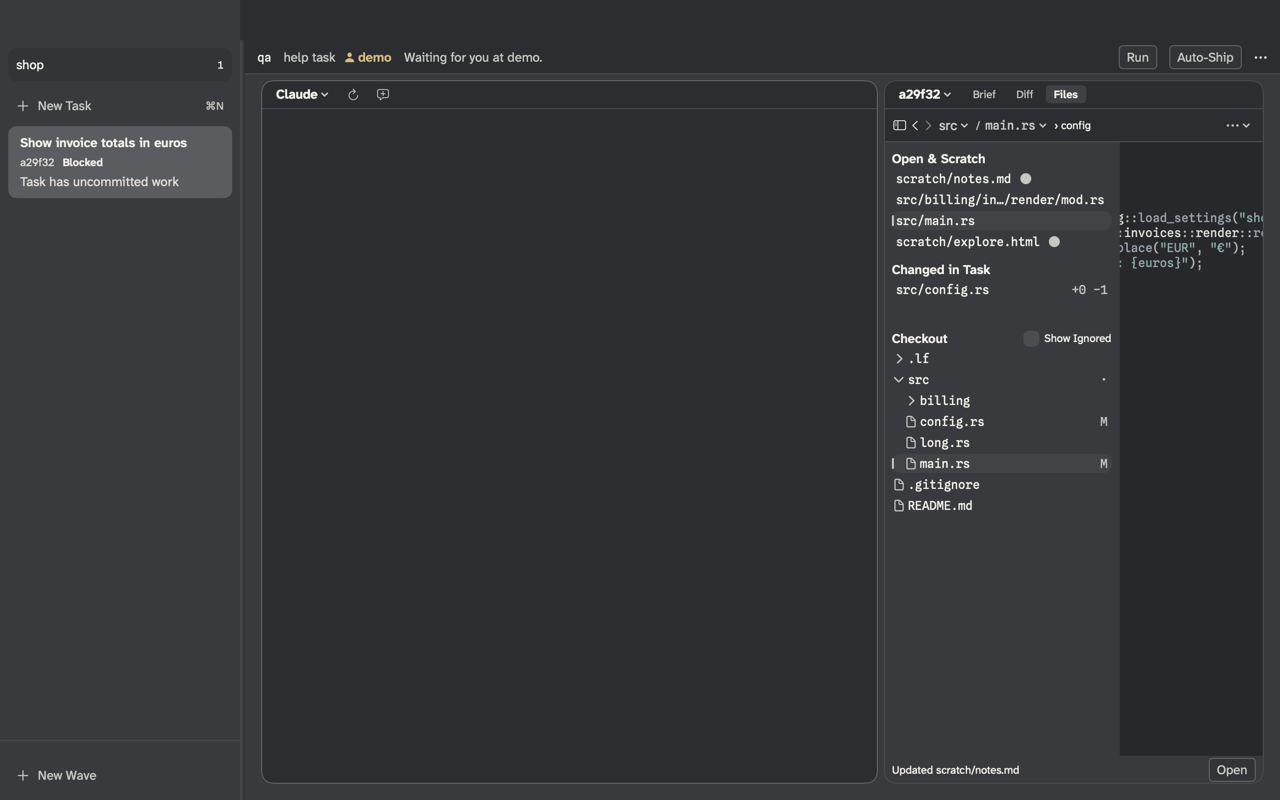 shop 1
New Task ⌘N
Show invoice totals in euros
a29f32 Blocked
Task has uncommitted work
New Wave
qa help task demo Waiting for you at demo.
Run Auto-Ship
Claude
a29f32 Brief Diff Files
src / main.rs › config
Open & Scratch
scratch/notes.md
src/billing/in…/render/mod.rs
src/main.rs
scratch/explore.html
Changed in Task
src/config.rs +0 −1
Checkout Show Ignored
.lf
src
billing
config.rs M
long.rs
main.rs M
.gitignore
README.md
g::load_settings("sho
:invoices::render::re
place("EUR", "€");
: {euros}");
Updated scratch/notes.md
Open